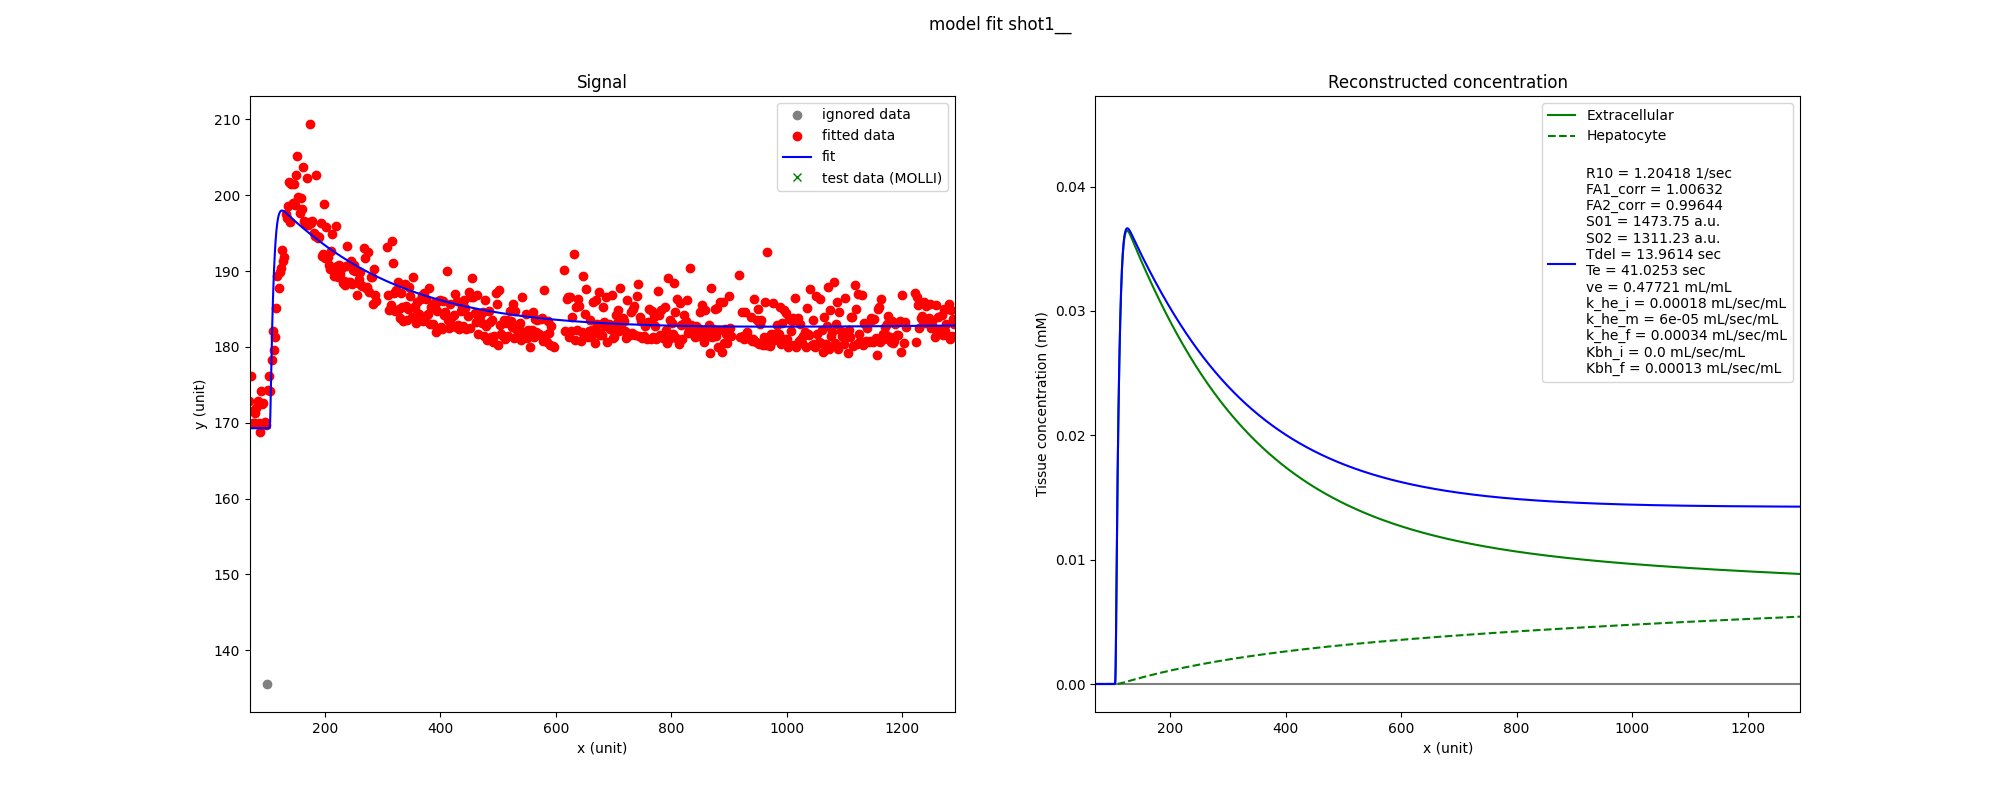 model fit shot1__
Signal
210
200
190
180
170
160
150
140
y (unit)
200 400 600 800 1000 1200
x (unit)
ignored data
fitted data
fit
test data (MOLLI)
Reconstructed concentration
0.04
0.03
0.02
0.01
0.00
Tissue concentration (mM)
200 400 600 800 1000 1200
x (unit)
Extracellular
Hepatocyte
R10 = 1.20418 1/sec
FA1_corr = 1.00632
FA2_corr = 0.99644
S01 = 1473.75 a.u.
S02 = 1311.23 a.u.
Tdel = 13.9614 sec
Te = 41.0253 sec
ve = 0.47721 mL/mL
k_he_i = 0.00018 mL/sec/mL
k_he_m = 6e-05 mL/sec/mL
k_he_f = 0.00034 mL/sec/mL
Kbh_i = 0.0 mL/sec/mL
Kbh_f = 0.00013 mL/sec/mL